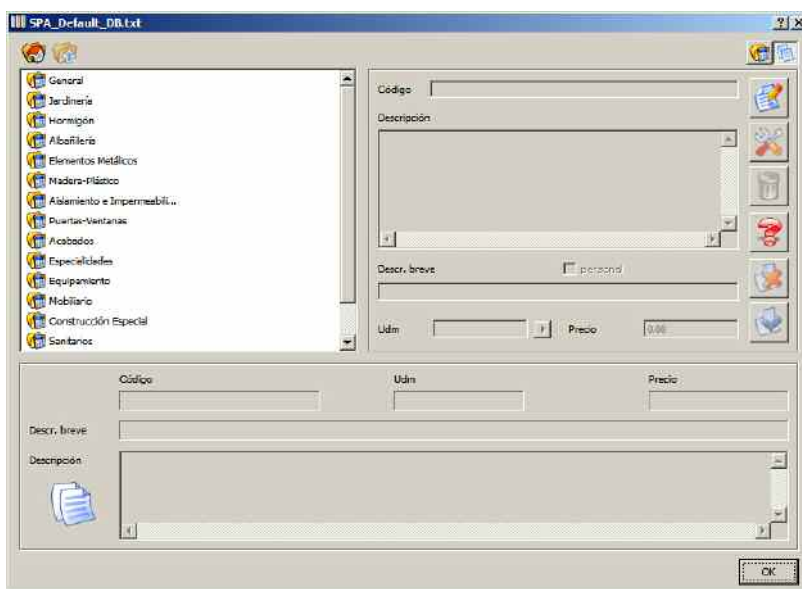 SPA_Default_DB.txt
General
Jardinería
Hormigón
Albañilería
Elementos Metálicos
Madera-Plástico
Aislamiento e Impermeabili...
Puertas-Ventanas
Acabados
Especialidades
Equipamiento
Mobiliario
Construcción Especial
Sanitarios
Código
Descripción
Descr. breve
personal
Udm
Precio
0.00
Código
Udm
Precio
Descr. breve
Descripción
OK